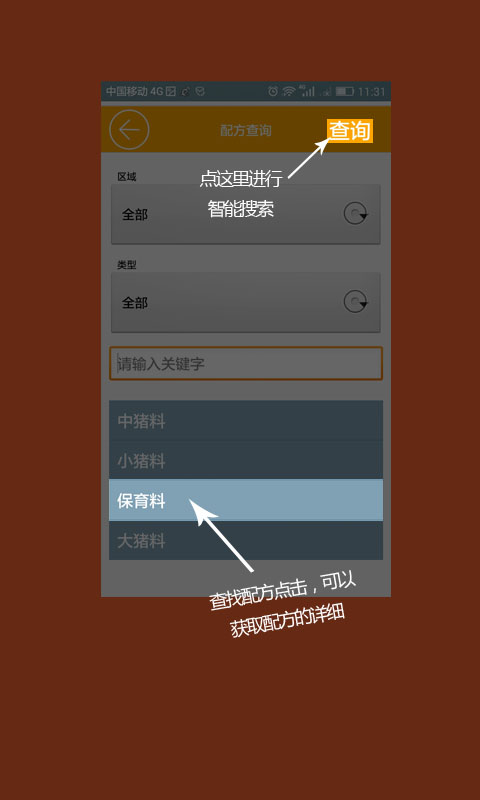 中国移动 4G 11:31
配方查询
查询
点这里进行
智能搜索
区域
全部
类型
全部
请输入关键字
中猪料
小猪料
保育料
大猪料
查找配方点击，可以
获取配方的详细